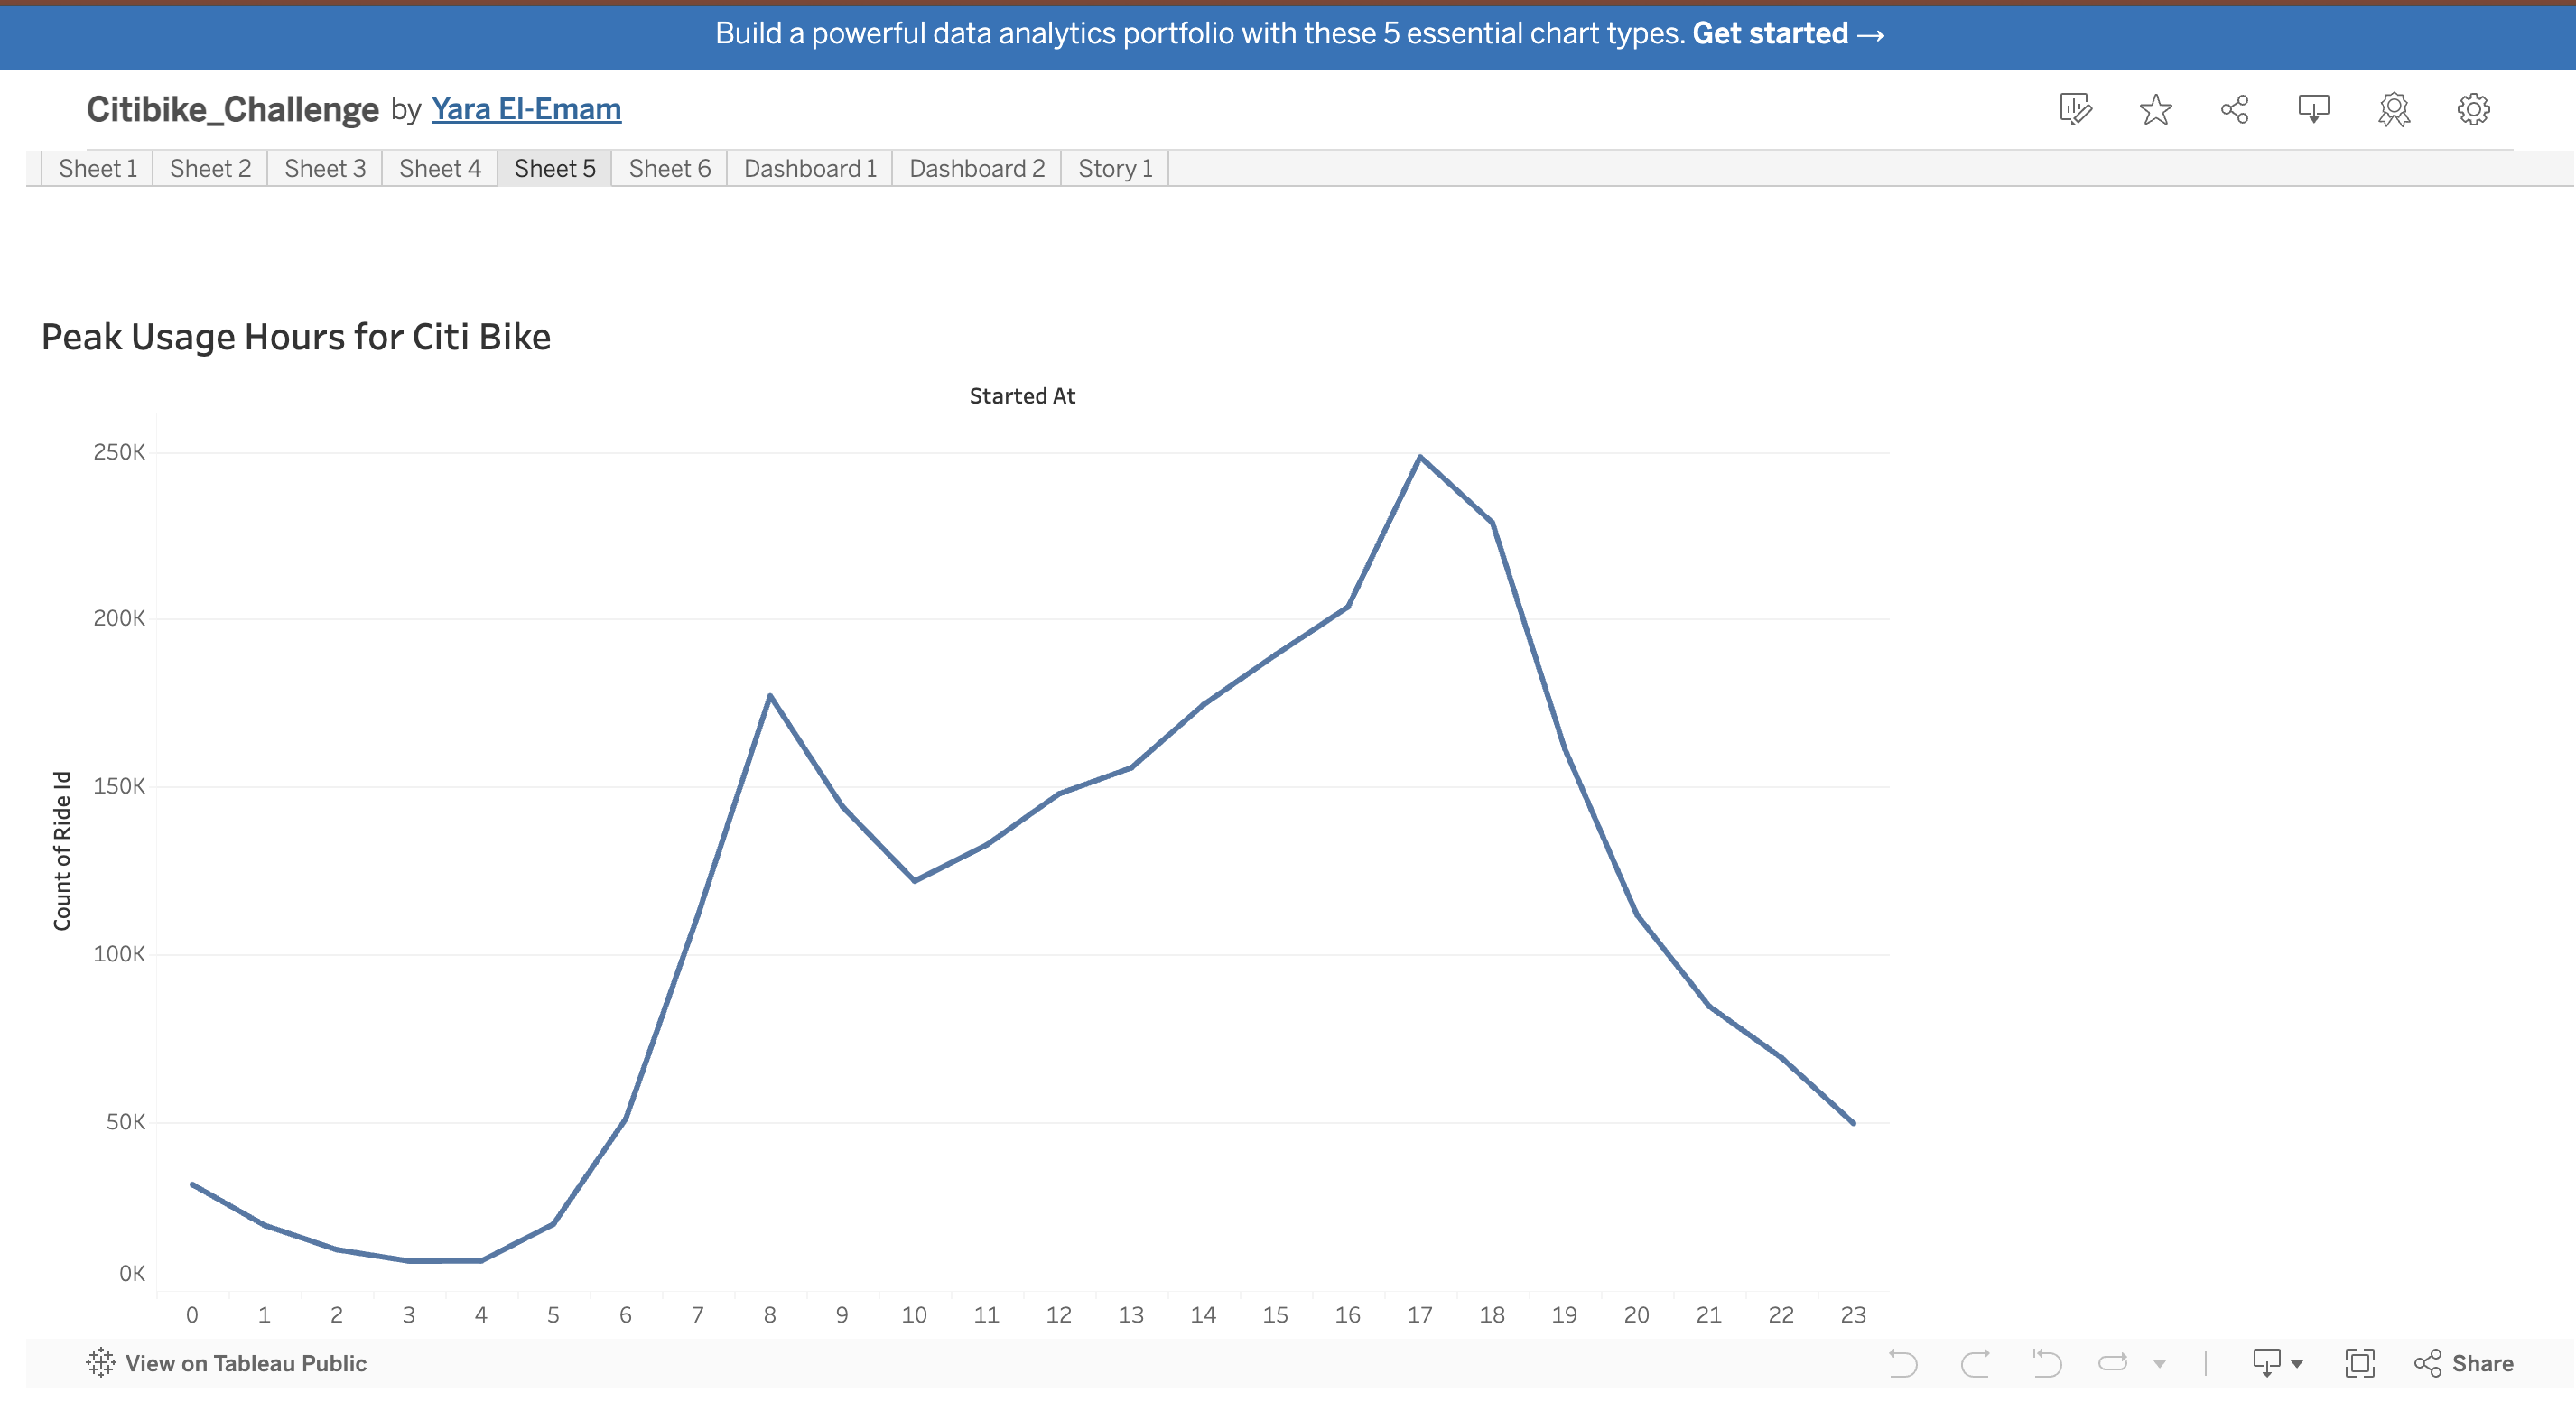 Build a powerful data analytics portfolio with these 5 essential chart types. Get started →
Citibike_Challenge by Yara El-Emam
Sheet 1 Sheet 2 Sheet 3 Sheet 4 Sheet 5 Sheet 6 Dashboard 1 Dashboard 2 Story 1
Peak Usage Hours for Citi Bike
Started At
Count of Ride Id
250K
200K
150K
100K
50K
0K
0 1 2 3 4 5 6 7 8 9 10 11 12 13 14 15 16 17 18 19 20 21 22 23
View on Tableau Public
Share